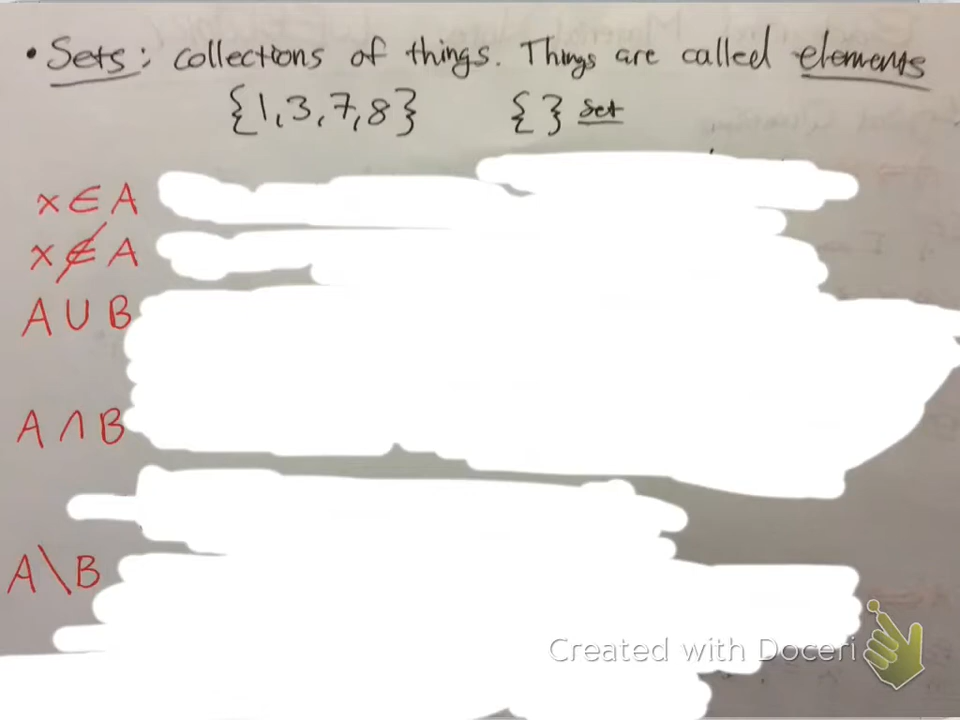 • Sets: collections of things. Things are called elements
{1,3,7,8} { } set
x ∈ A
x ∉ A
A ∪ B
A ∩ B
A \ B
Created with Doceri